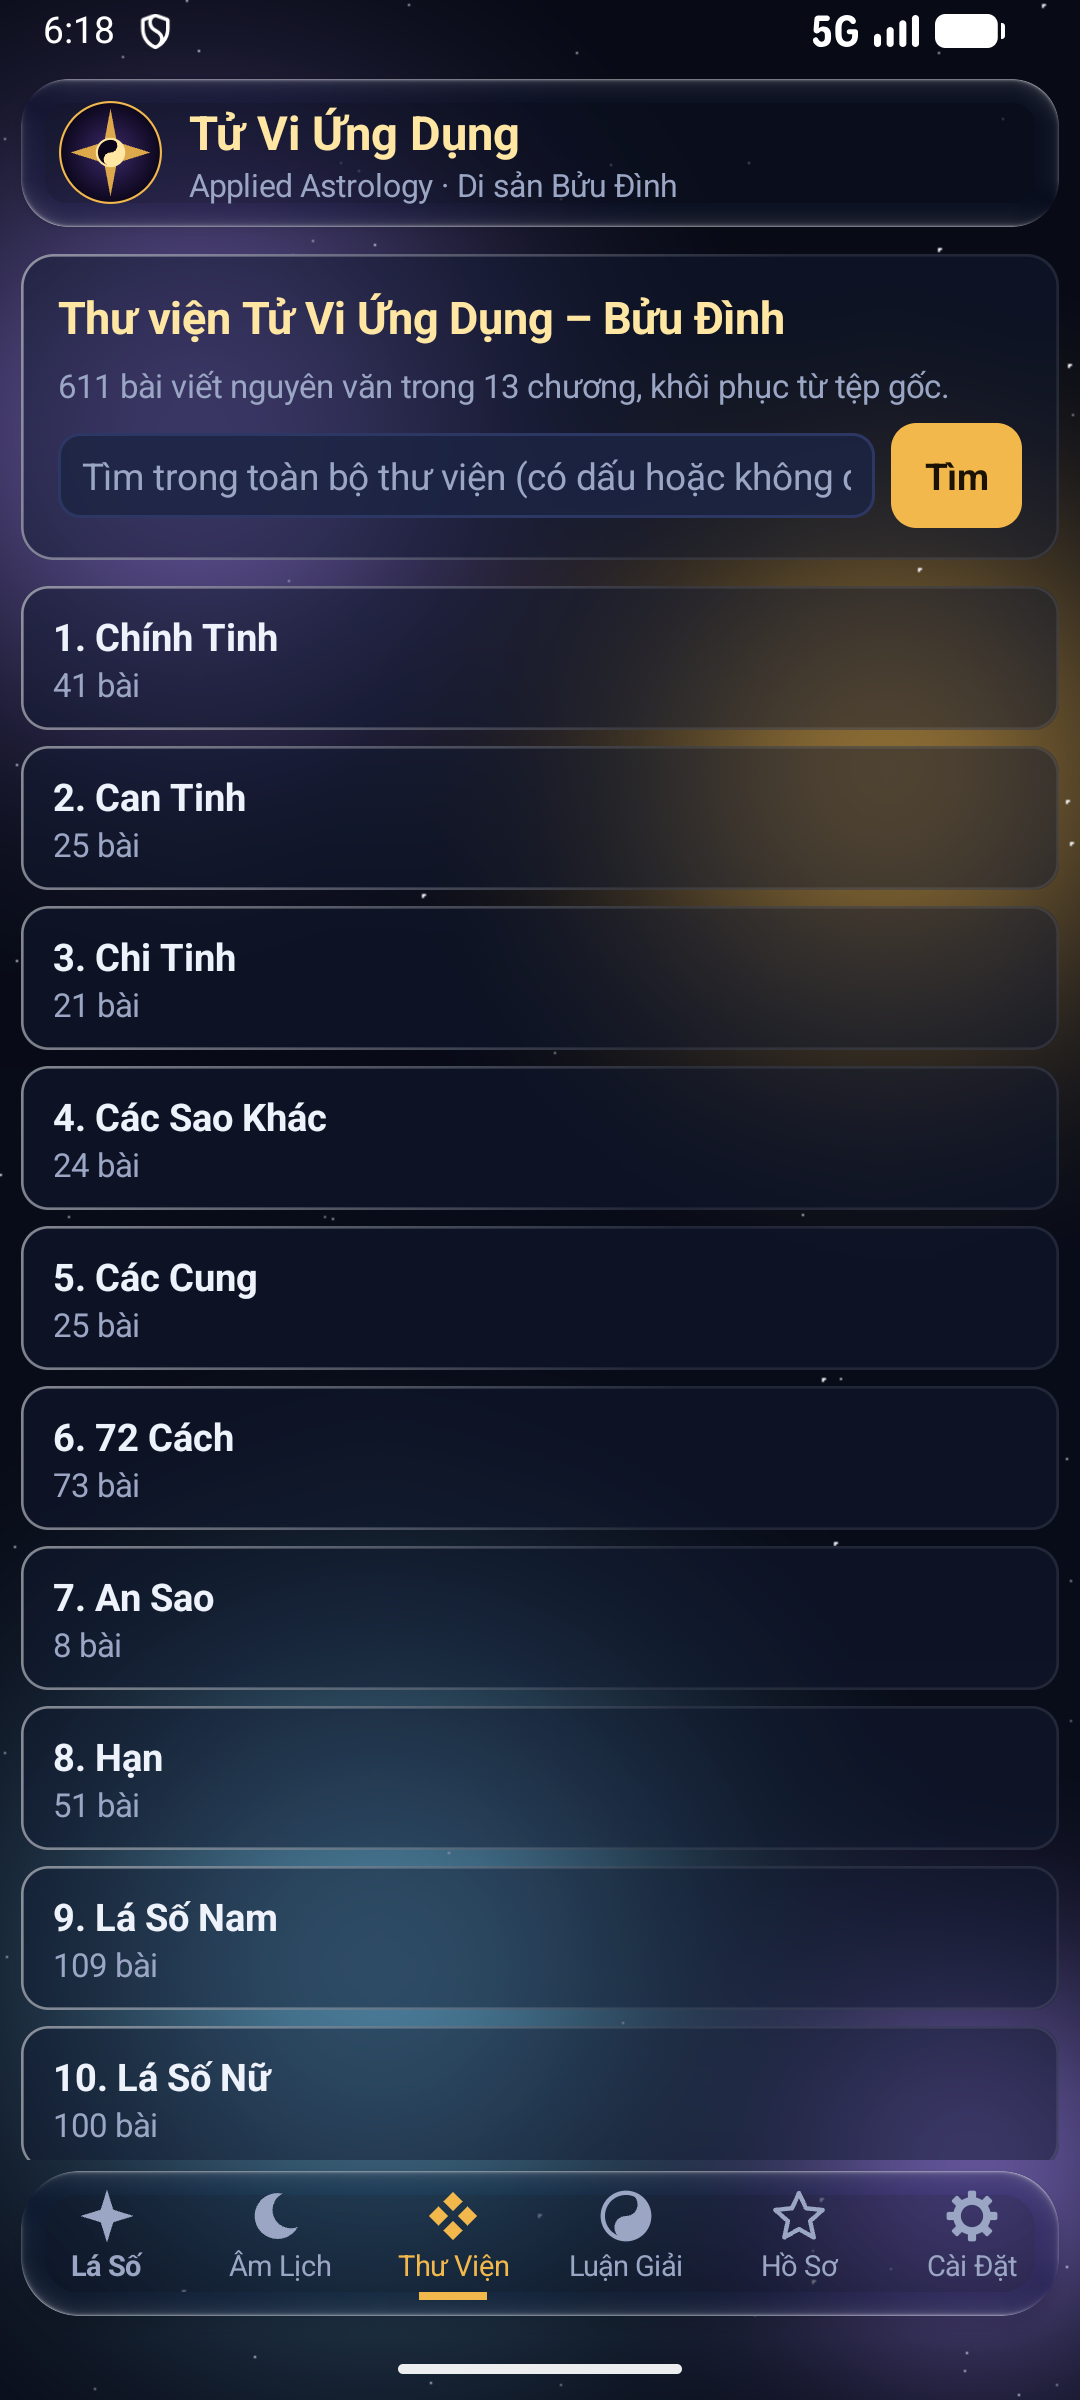 6:18
5G
Tử Vi Ứng Dụng
Applied Astrology · Di sản Bửu Đình
Thư viện Tử Vi Ứng Dụng – Bửu Đình
611 bài viết nguyên văn trong 13 chương, khôi phục từ tệp gốc.
Tìm trong toàn bộ thư viện (có dấu hoặc không
Tìm
1. Chính Tinh
41 bài
2. Can Tinh
25 bài
3. Chi Tinh
21 bài
4. Các Sao Khác
24 bài
5. Các Cung
25 bài
6. 72 Cách
73 bài
7. An Sao
8 bài
8. Hạn
51 bài
9. Lá Số Nam
109 bài
10. Lá Số Nữ
100 bài
Lá Số
Âm Lịch
Thư Viện
Luận Giải
Hồ Sơ
Cài Đặt